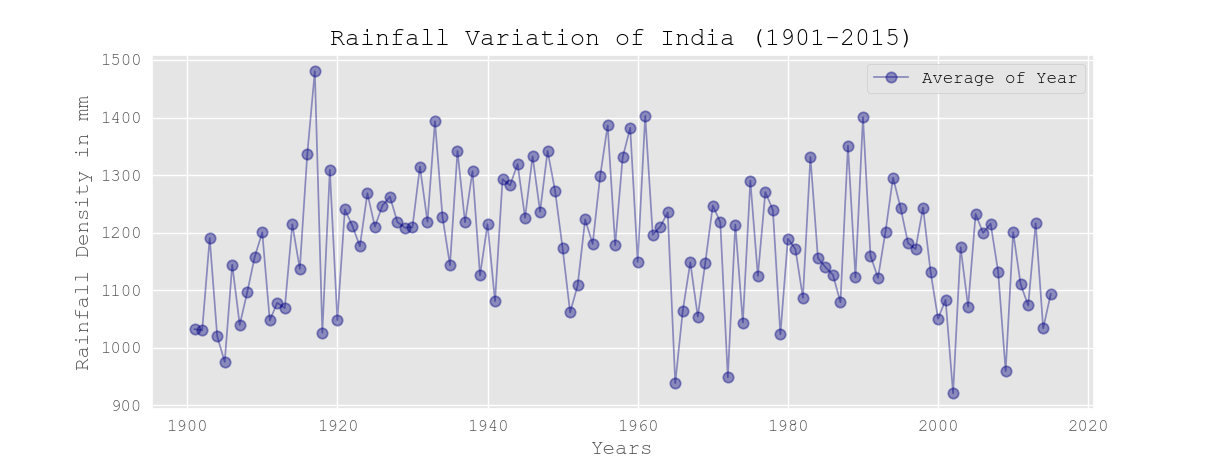 Rainfall Variation of India (1901-2015)
Average of Year
Rainfall Density in mm
1500
1400
1300
1200
1100
1000
900
1900 1920 1940 1960 1980 2000 2020
Years